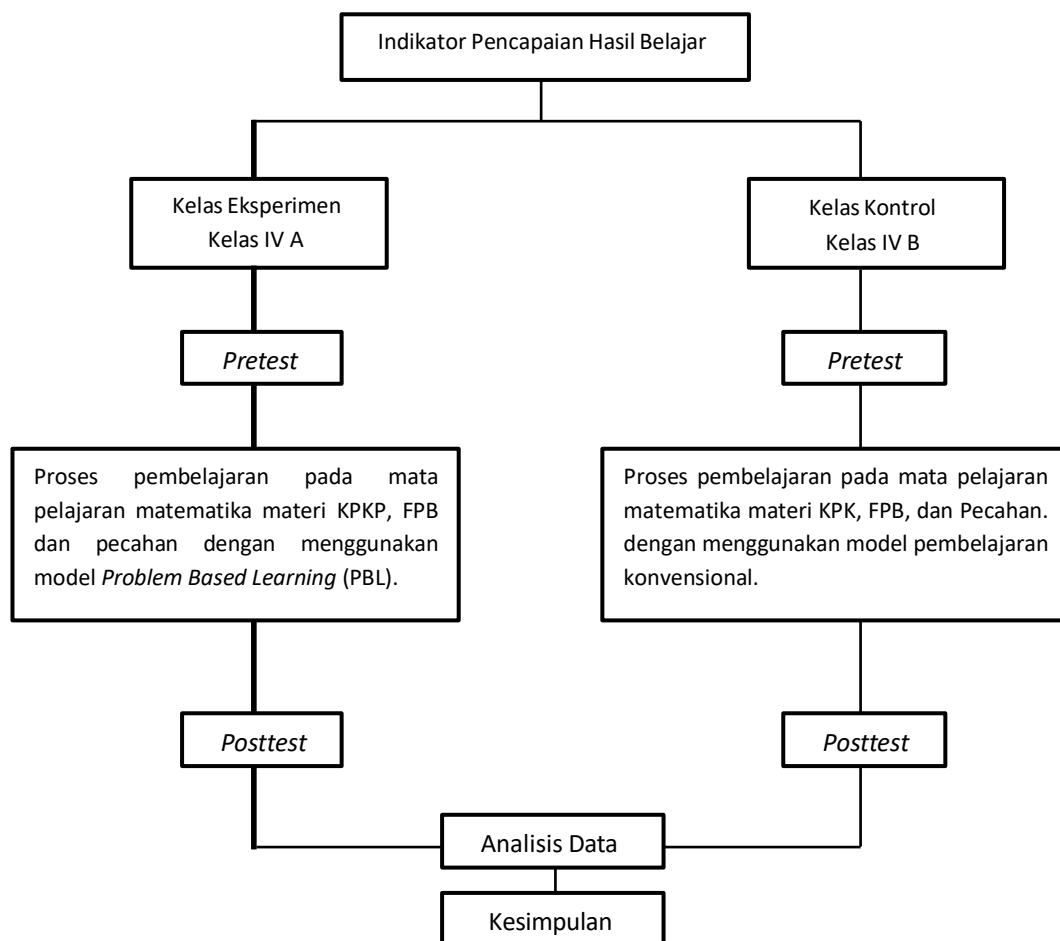 Indikator Pencapaian Hasil Belajar
Kelas Eksperimen
Kelas IV A
Kelas Kontrol
Kelas IV B
Pretest
Pretest
Proses pembelajaran pada mata
pelajaran matematika materi KPKP, FPB
dan pecahan dengan menggunakan
model Problem Based Learning (PBL).
Proses pembelajaran pada mata pelajaran
matematika materi KPK, FPB, dan Pecahan.
dengan menggunakan model pembelajaran
konvensional.
Posttest
Posttest
Analisis Data
Kesimpulan